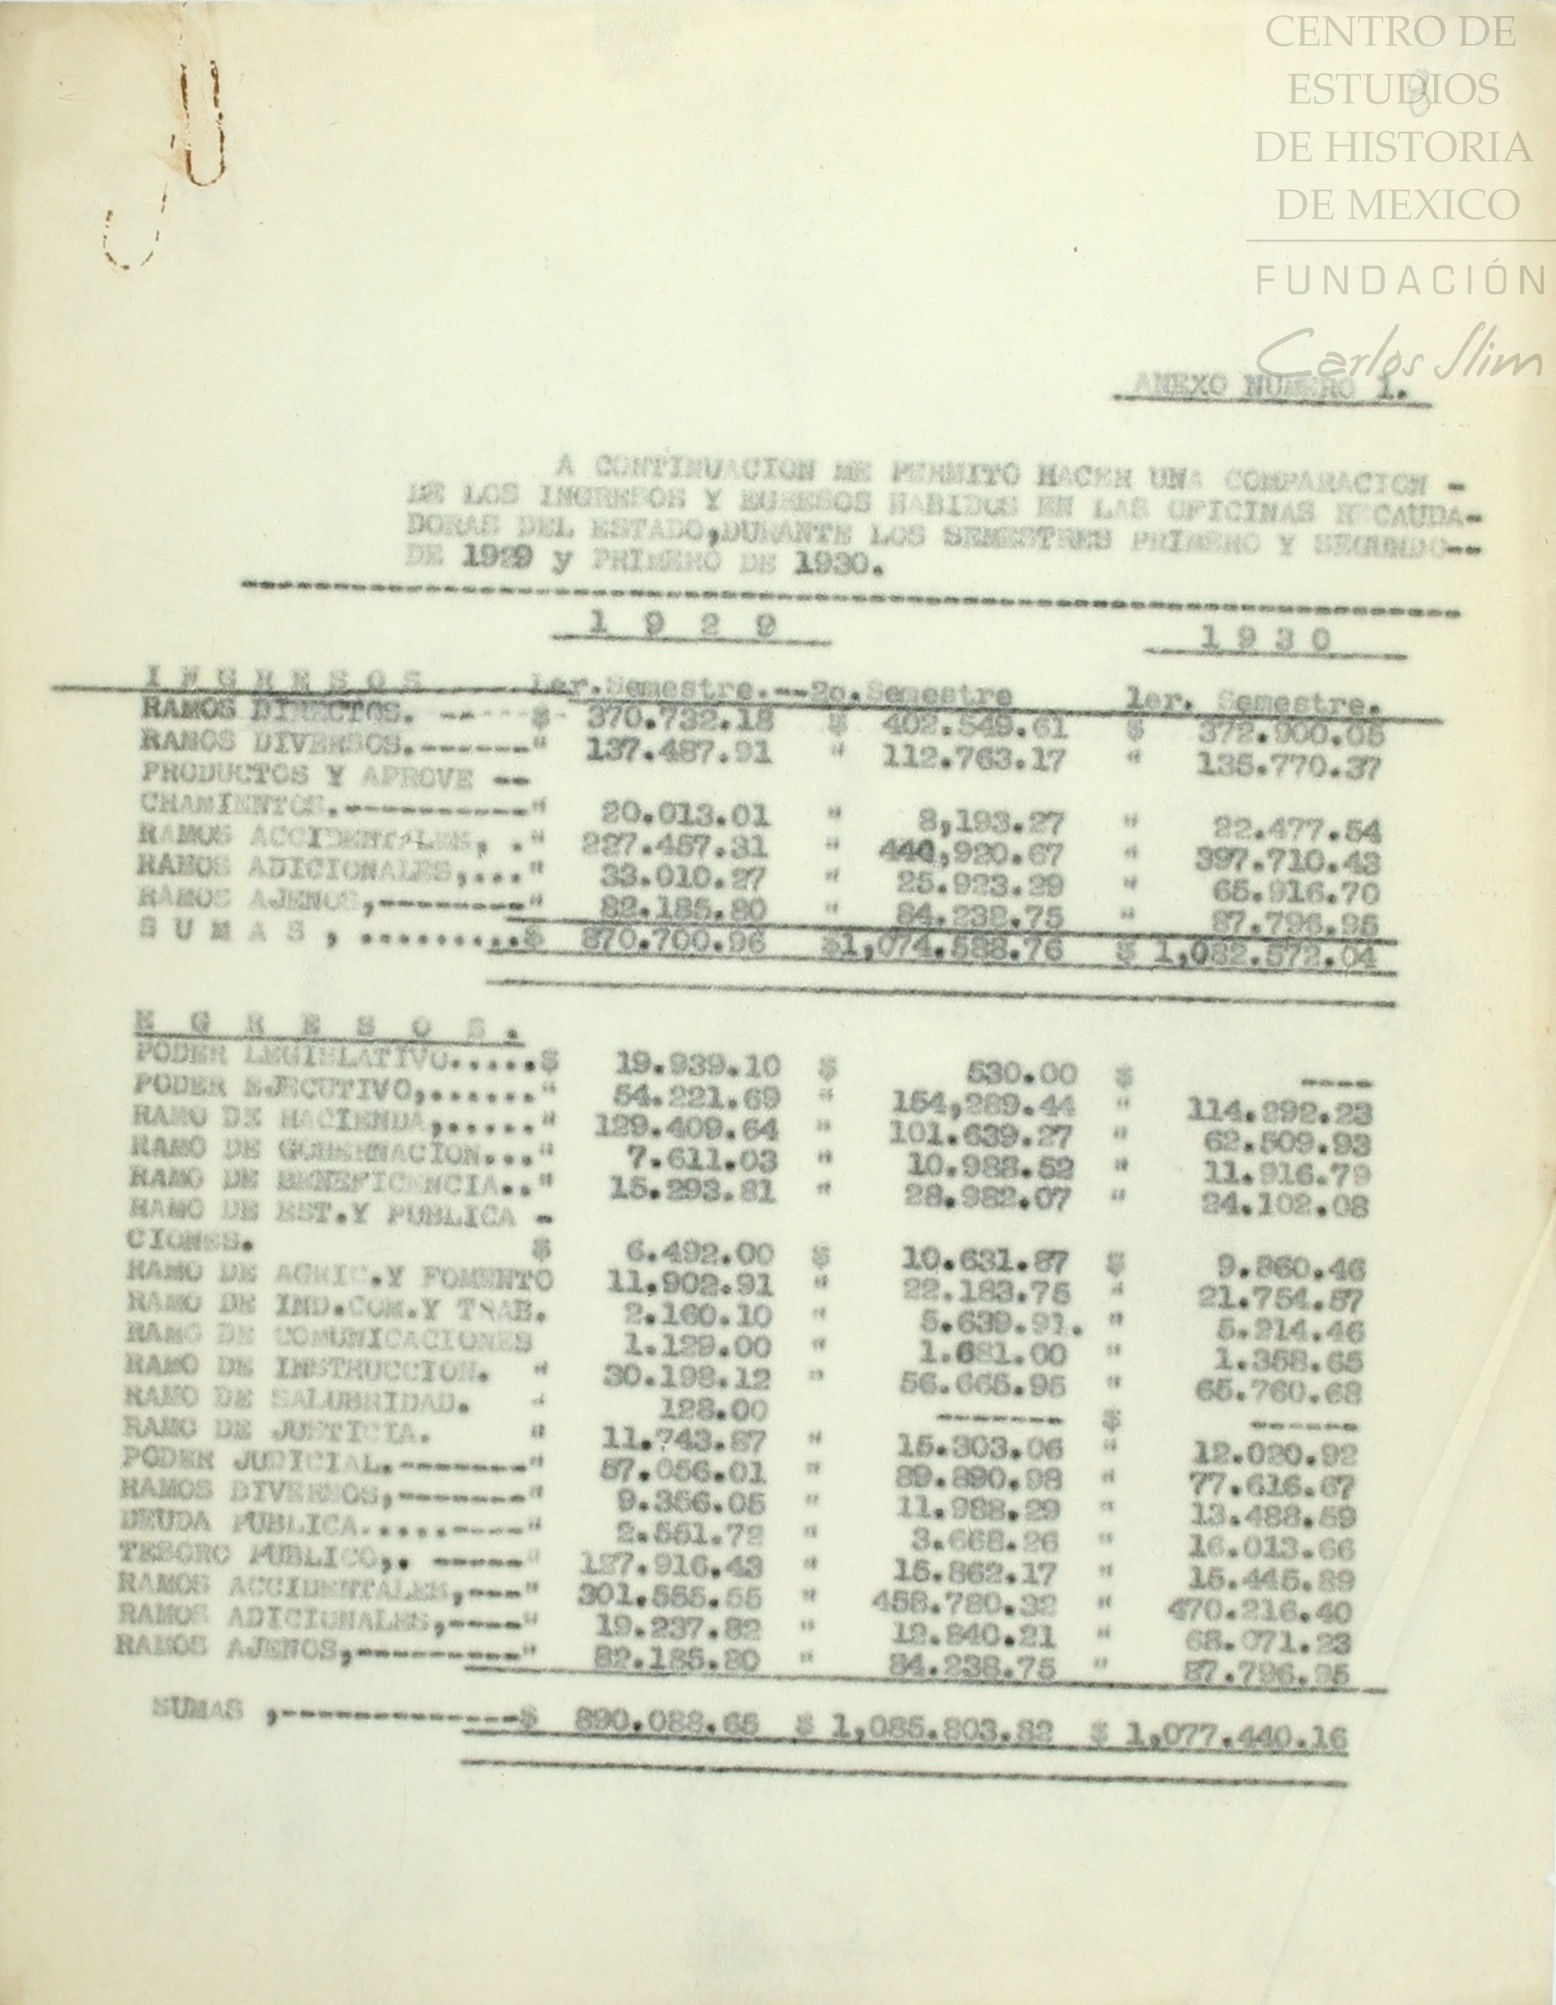 CENTRO DE
ESTUDIOS
DE HISTORIA
DE MEXICO
FUNDACIÓN
Carlos Slim
ANEXO NUMERO 1.
A CONTINUACION ME PERMITO HACER UNA COMPARACION -
DE LOS INGRESOS Y EGRESOS HABIDOS EN LAS OFICINAS RECAUDA-
DORAS DEL ESTADO,DURANTE LOS SEMESTRES PRIMERO Y SEGUNDO--
DE 1929 y PRIMERO DE 1930.
1 9 2 9 1 9 3 0
I N G R E S O S 1er.Semestre.--2o.Semestre 1er. Semestre.
RAMOS DIRECTOS. ------$- 370.732.18 $ 402.549.61 $ 372.900.05
RAMOS DIVERSOS.-------" 137.487.91 " 112.763.17 " 135.770.37
PRODUCTOS Y APROVE --
CHAMIENTOS.-----------" 20.013.01 " 8,193.27 " 22.477.54
RAMOS ACCIDENTALES, ." 227.457.31 " 440,920.67 " 397.710.43
RAMOS ADICIONALES,..." 33.010.27 " 25.923.29 " 65.916.70
RAMOS AJENOS,---------" 82.185.80 " 84.238.75 " 87.796.95
S U M A S , ..........$ 870.700.96 $1,074.588.76 $ 1,082.572.04
E G R E S O S.
PODER LEGISLATIVO.....$ 19.939.10 $ 530.00 $ ----
PODER EJECUTIVO,......" 54.221.69 " 154,289.44 " 114.292.23
RAMO DE HACIENDA,....." 129.409.64 " 101.639.27 " 62.509.93
RAMO DE GOBERNACION..." 7.611.03 " 10.988.52 " 11.916.79
RAMO DE BENEFICENCIA.." 15.293.81 " 28.982.07 " 24.102.08
RAMO DE EST.Y PUBLICA -
CIONES. $ 6.492.00 $ 10.631.87 $ 9.860.46
RAMO DE AGRIC.Y FOMENTO 11.902.91 " 22.183.75 " 21.754.87
RAMO DE IND.COM.Y TRAB. 2.160.10 " 5.639.91. " 5.214.46
RAMO DE COMUNICACIONES 1.129.00 " 1.681.00 " 1.358.65
RAMO DE INSTRUCCION. " 30.198.12 " 56.665.95 " 65.760.68
RAMO DE SALUBRIDAD. " 128.00 ------- $ ------
RAMO DE JUSTICIA. " 11.743.87 " 15.303.06 " 12.020.92
PODER JUDICIAL.-------" 57.056.01 " 89.890.98 " 77.616.67
RAMOS DIVERSOS,-------" 9.356.05 " 11.988.29 " 13.488.59
DEUDA PUBLICA.....----" 2.551.72 " 3.668.26 " 16.013.66
TESORO PUBLICO,. -----" 127.916.43 " 15.862.17 " 15.445.89
RAMOS ACCIDENTALES,---" 301.555.55 " 458.780.32 " 470.216.40
RAMOS ADICIONALES,----" 19.237.82 " 12.840.21 " 68.071.23
RAMOS AJENOS,---------" 82.185.80 " 84.238.75 " 87.796.95
SUMAS ,-------------$ 890.088.65 $ 1,085.803.82 $ 1,077.440.16